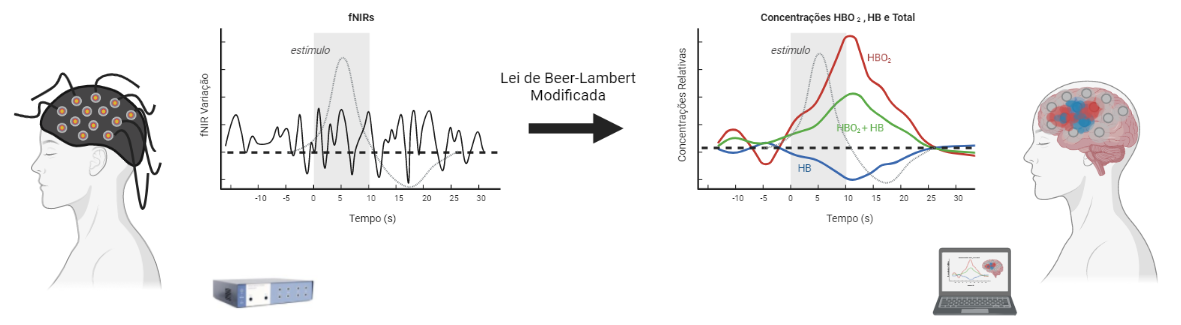 fNIRs
estímulo
fNIR Variação
-10 -5 0 5 10 15 20 25 30
Tempo (s)
Lei de Beer-Lambert
Modificada
Concentrações HBO₂, HB e Total
estímulo
HBO₂
HBO₂+ HB
HB
Concentrações Relativas
-10 -5 0 5 10 15 20 25 30
Tempo (s)